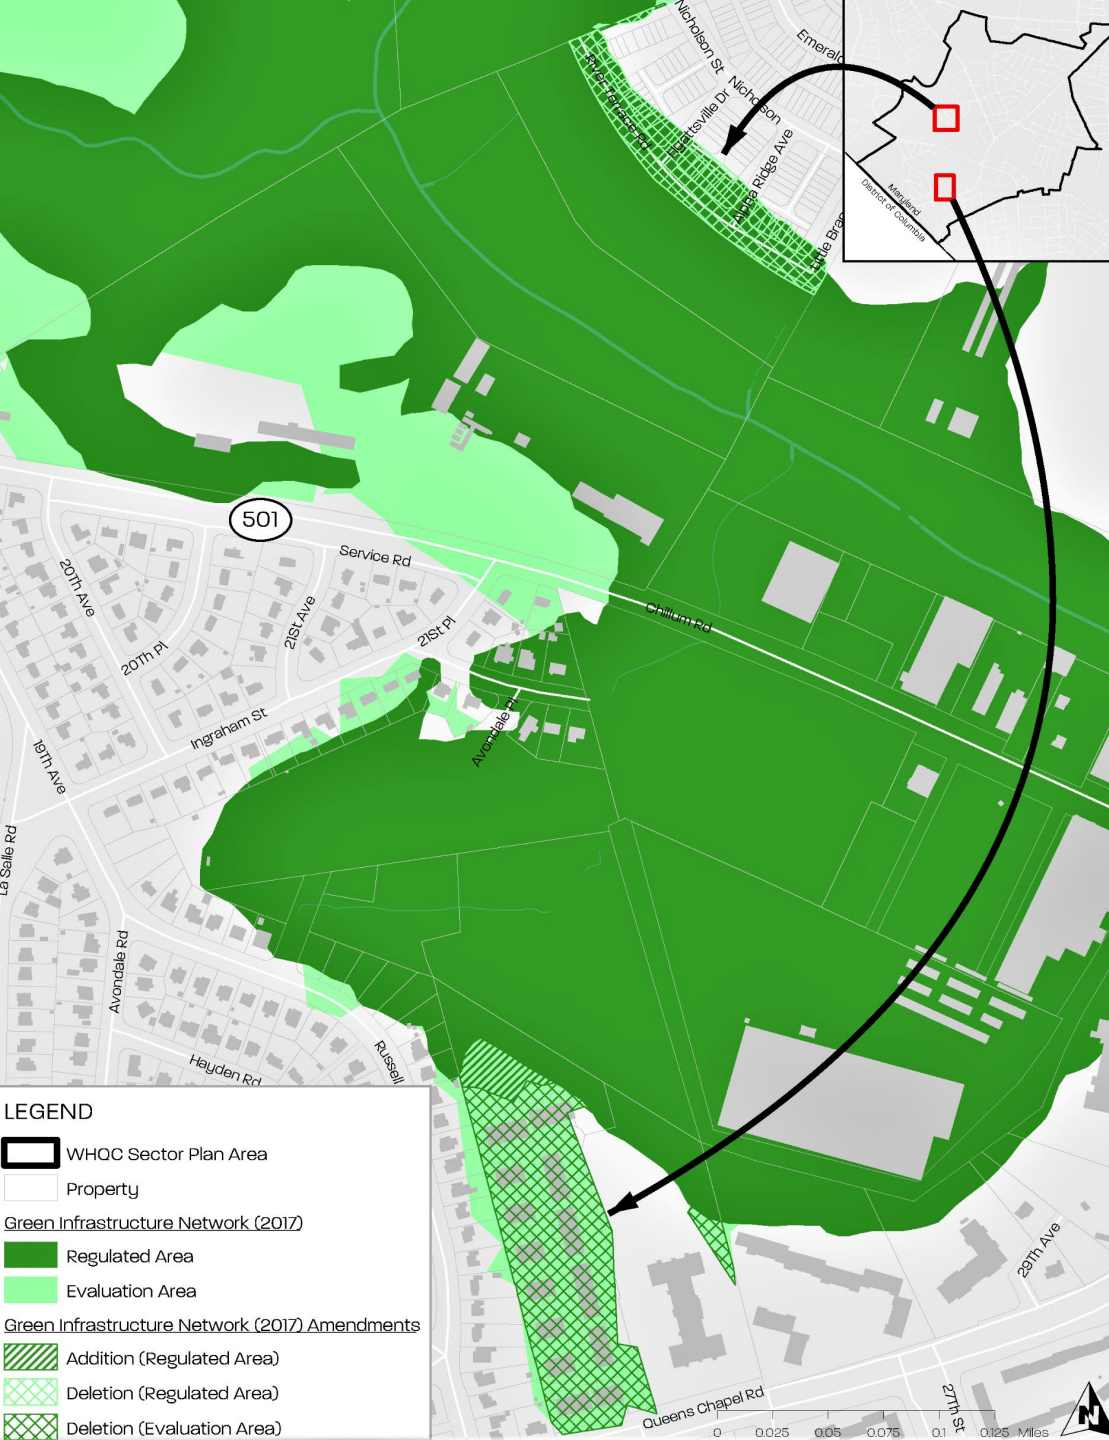 Nicholson St
Emerald
Nicholson
Hyattsville Dr
River Terrace Rd
Alpha Ridge Ave
Maryland
District of Columbia
501
Service Rd
20Th Ave
21St Ave
21St Pl
20Th Pl
Chillum Rd
Ingraham St
Avondale Pl
19Th Ave
La Salle Rd
Avondale Rd
Hayden Rd
Russell
29Th Ave
27Th St
Queens Chapel Rd
LEGEND
WHQC Sector Plan Area
Property
Green Infrastructure Network (2017)
Regulated Area
Evaluation Area
Green Infrastructure Network (2017) Amendments
Addition (Regulated Area)
Deletion (Regulated Area)
Deletion (Evaluation Area)
0 0.025 0.05 0.075 0.1 0.125 Miles
N